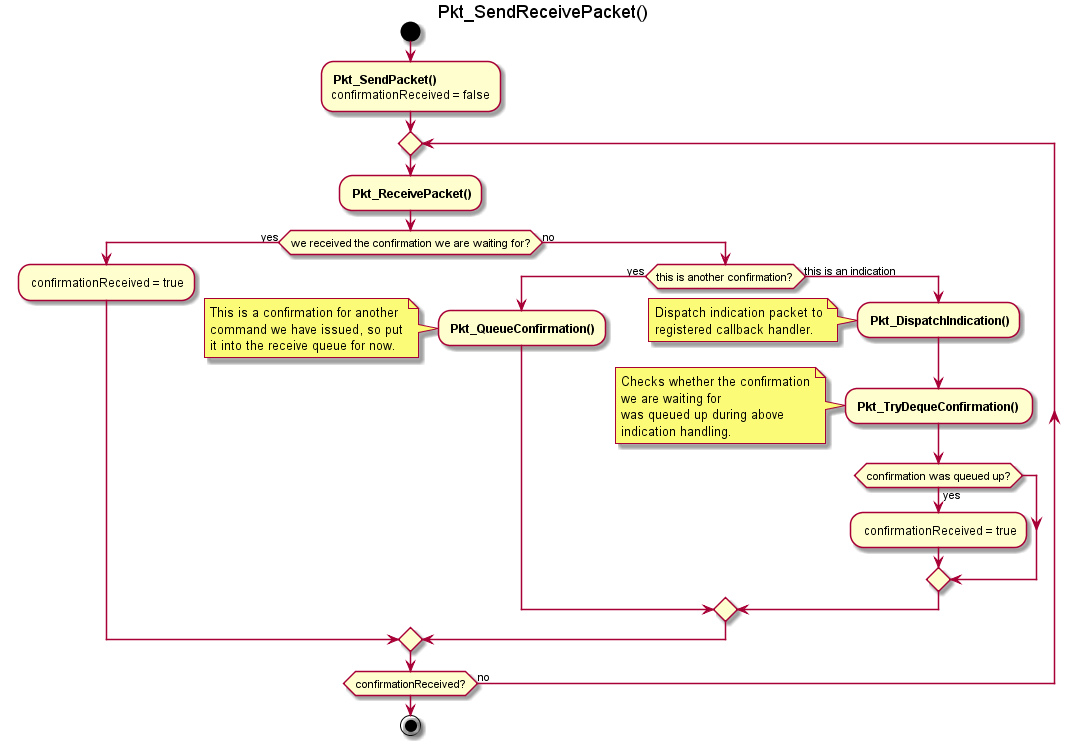 Pkt_SendReceivePacket()
Pkt_SendPacket()
confirmationReceived = false
Pkt_ReceivePacket()
yes
we received the confirmation we are waiting for?
no
confirmationReceived = true
yes
this is another confirmation?
this is an indication
This is a confirmation for another
command we have issued, so put
it into the receive queue for now.
Pkt_QueueConfirmation()
Dispatch indication packet to
registered callback handler.
Pkt_DispatchIndication()
Checks whether the confirmation
we are waiting for
was queued up during above
indication handling.
Pkt_TryDequeConfirmation()
confirmation was queued up?
yes
confirmationReceived = true
confirmationReceived?
no